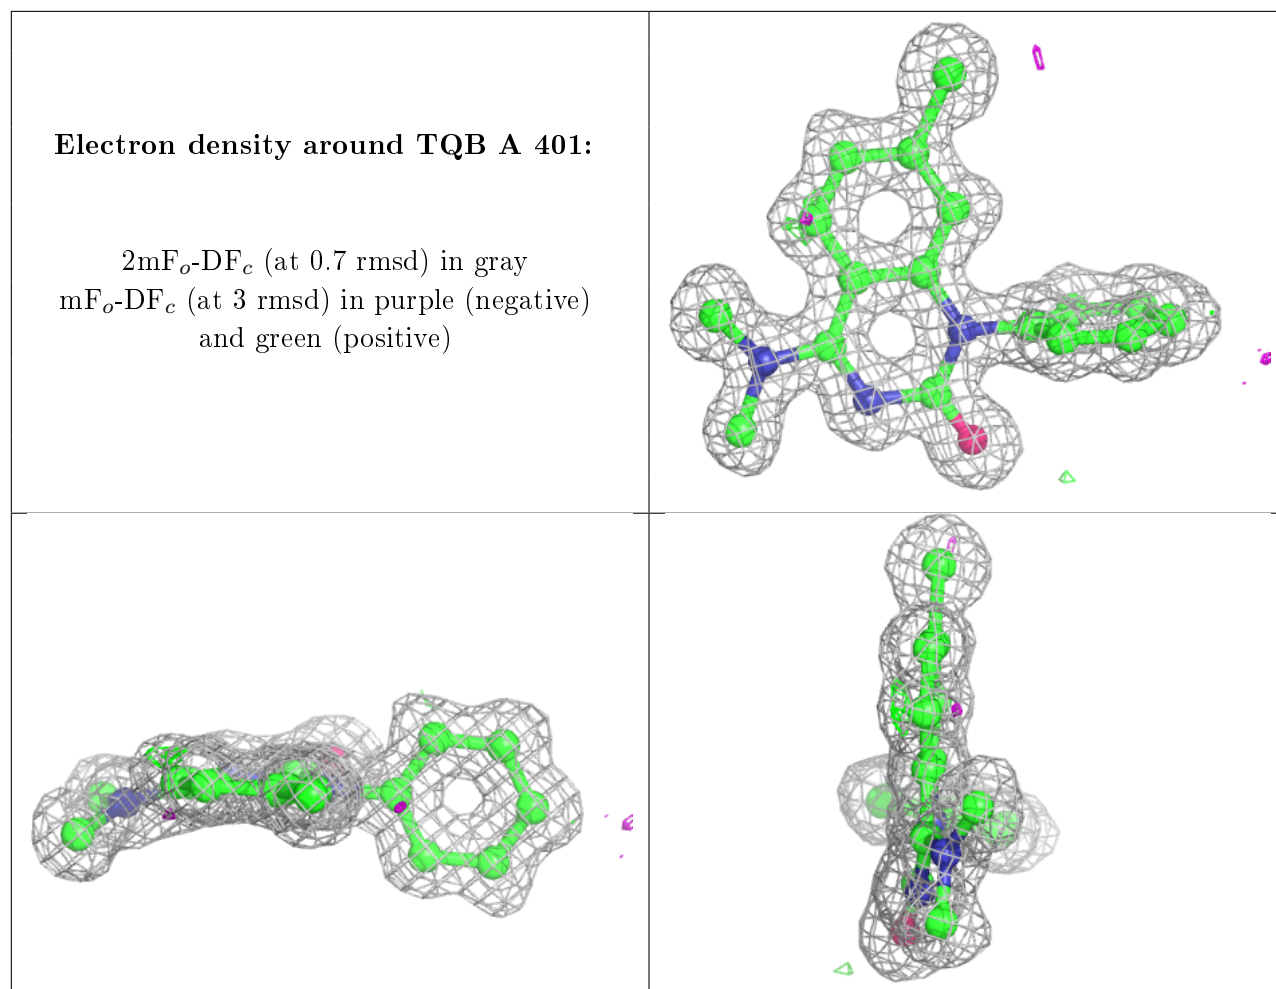 Electron density around TQB A 401:
2mFo-DFc (at 0.7 rmsd) in gray
mFo-DFc (at 3 rmsd) in purple (negative)
and green (positive)